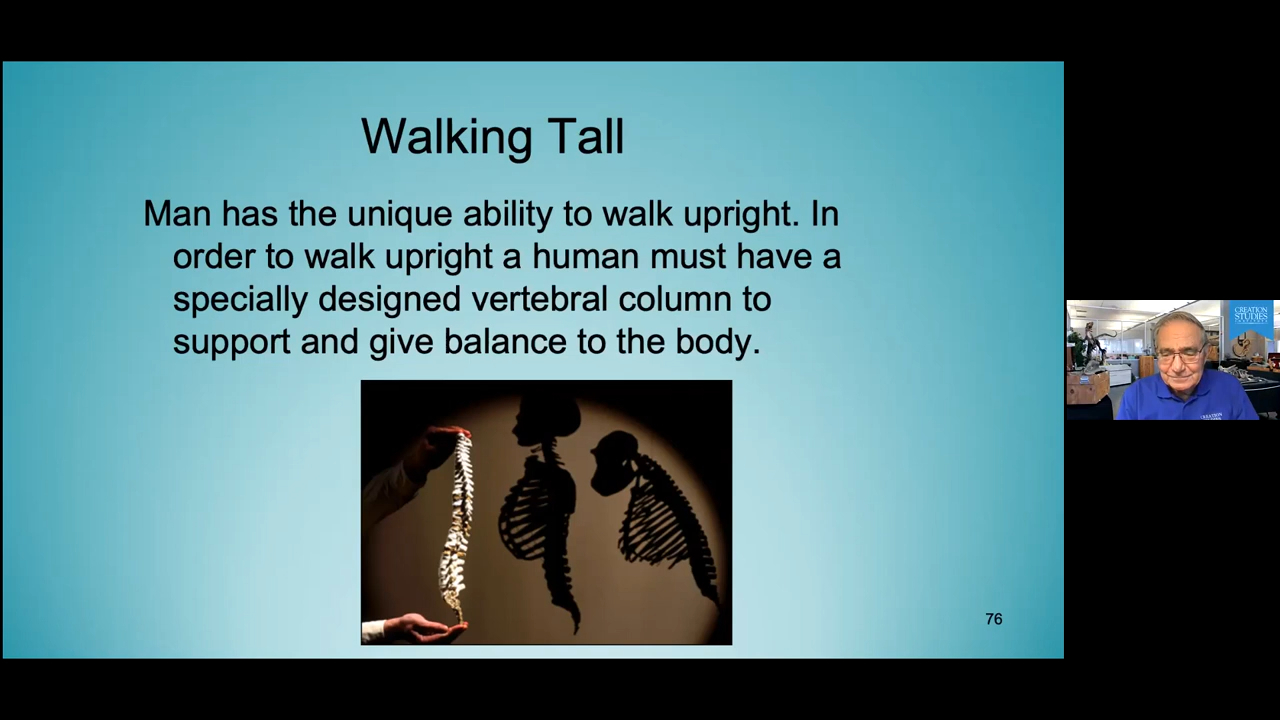 Walking Tall
Man has the unique ability to walk upright. In
order to walk upright a human must have a
specially designed vertebral column to
support and give balance to the body.
76
CREATION
STUDIES
CREATION